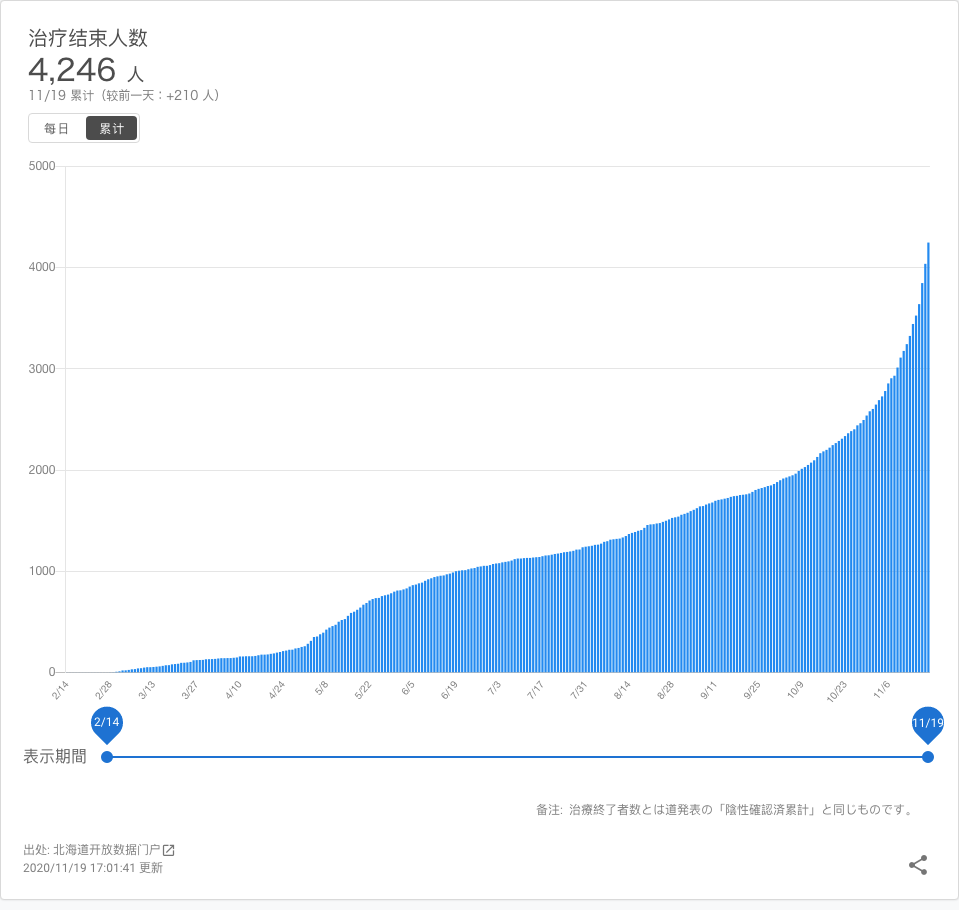 治疗结束人数
4,246 人
11/19 累计（较前一天：+210 人）
每日 累计
5000
4000
3000
2000
1000
0
2/14 2/28 3/13 3/27 4/10 4/24 5/8 5/22 6/5 6/19 7/3 7/17 7/31 8/14 8/28 9/11 9/25 10/9 10/23 11/6
2/14 11/19
表示期間
备注: 治療終了者数とは道発表の「陰性確認済累計」と同じものです。
出处: 北海道开放数据门户
2020/11/19 17:01:41 更新